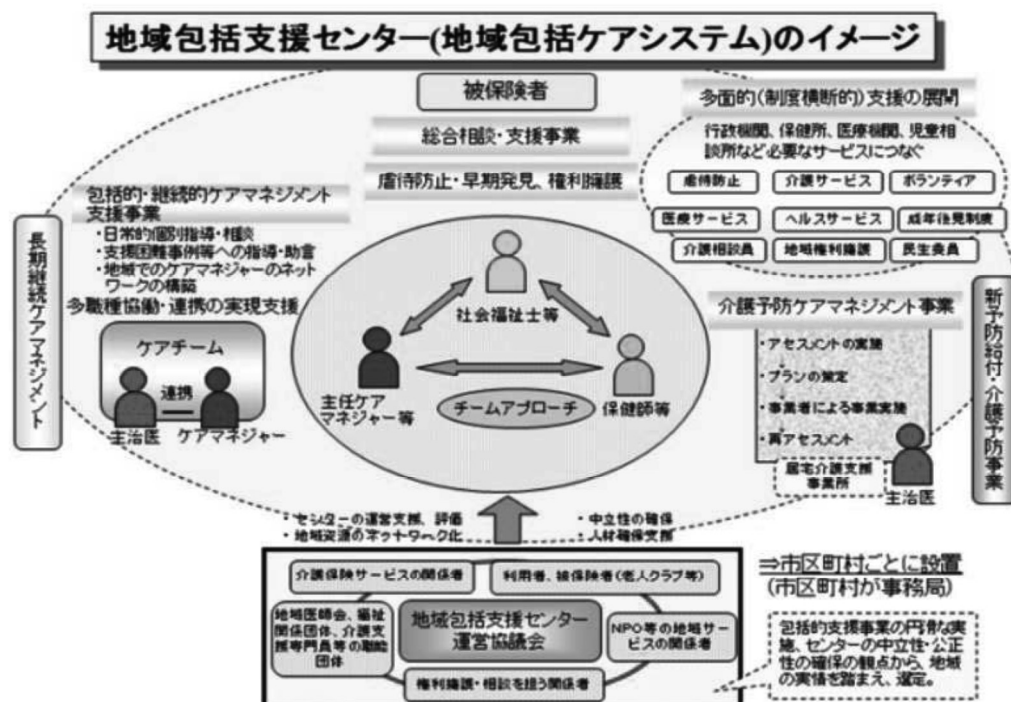 地域包括支援センター(地域包括ケアシステム)のイメージ
被保険者
総合相談・支援事業
虐待防止・早期発見、権利擁護
多面的(制度横断的)支援の展開
行政機関、保健所、医療機関、児童相
談所など必要なサービスにつなぐ
虐待防止
介護サービス
ボランティア
医療サービス
ヘルスサービス
成年後見制度
介護相談員
地域権利擁護
民生委員
包括的・継続的ケアマネジメント
支援事業
・日常的個別指導・相談
・支援困難事例等への指導・助言
・地域でのケアマネジャーのネット
ワークの構築
多職種協働・連携の実現支援
ケアチーム
連携
主治医
ケアマネジャー
長期継続ケアマネジメント
社会福祉士等
主任ケア
マネジャー等
チームアプローチ
保健師等
介護予防ケアマネジメント事業
・アセスメントの実施
↓
・プランの策定
↓
・事業者による事業実施
↓
・再アセスメント
居宅介護支援
事業所
主治医
新予防給付・介護予防事業
・センターの運営支援、評価
・地域資源のネットワーク化
・中立性の確保
・人材確保支援
介護保険サービスの関係者
利用者、被保険者(老人クラブ等)
地域医師会、福祉
関係団体、介護支
援専門員等の職能
団体
地域包括支援センター
運営協議会
NPO等の地域サー
ビスの関係者
権利擁護・相談を担う関係者
⇒市区町村ごとに設置
(市区町村が事務局)
包括的支援事業の円滑な実
施、センターの中立性・公正
性の確保の観点から、地域
の実情を踏まえ、選定。